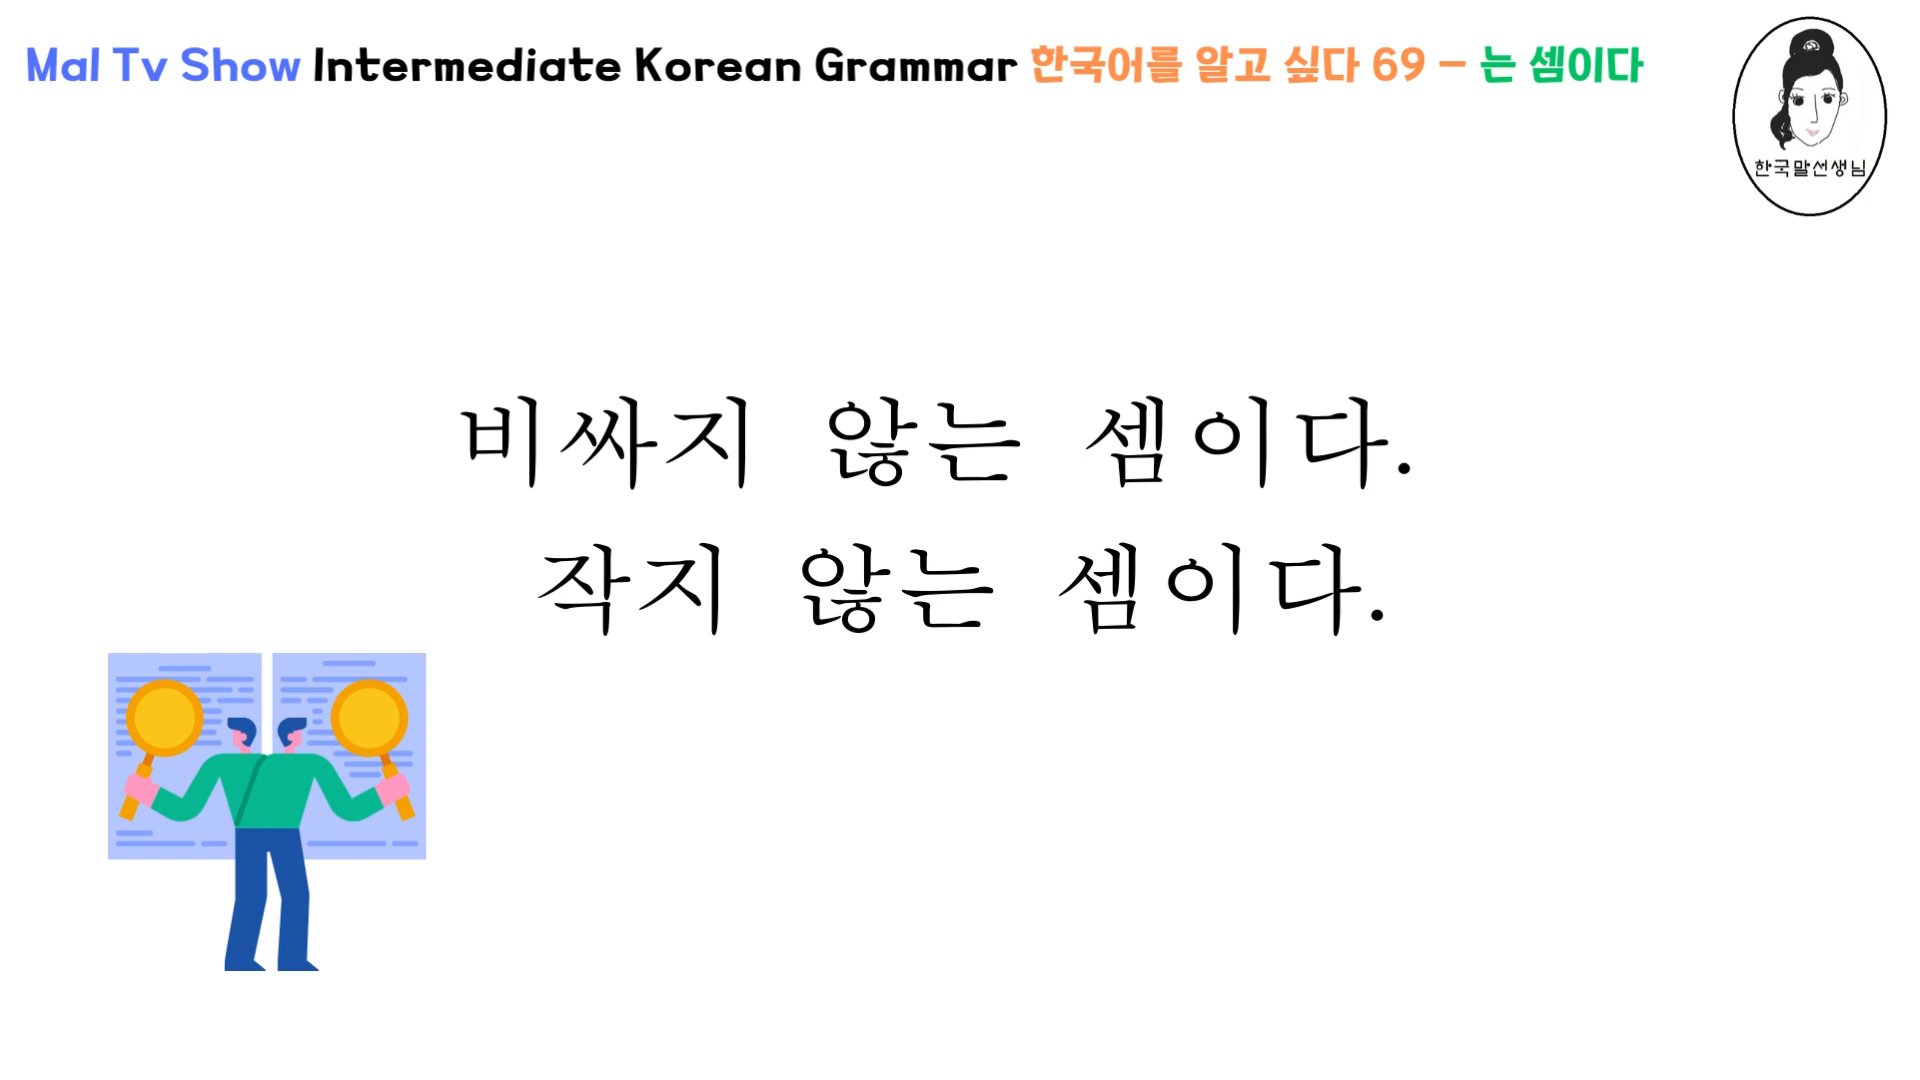 Mal Tv Show Intermediate Korean Grammar 한국어를 알고 싶다 69 - 는 셈이다
한국말선생님
비싸지 않는 셈이다.
작지 않는 셈이다.